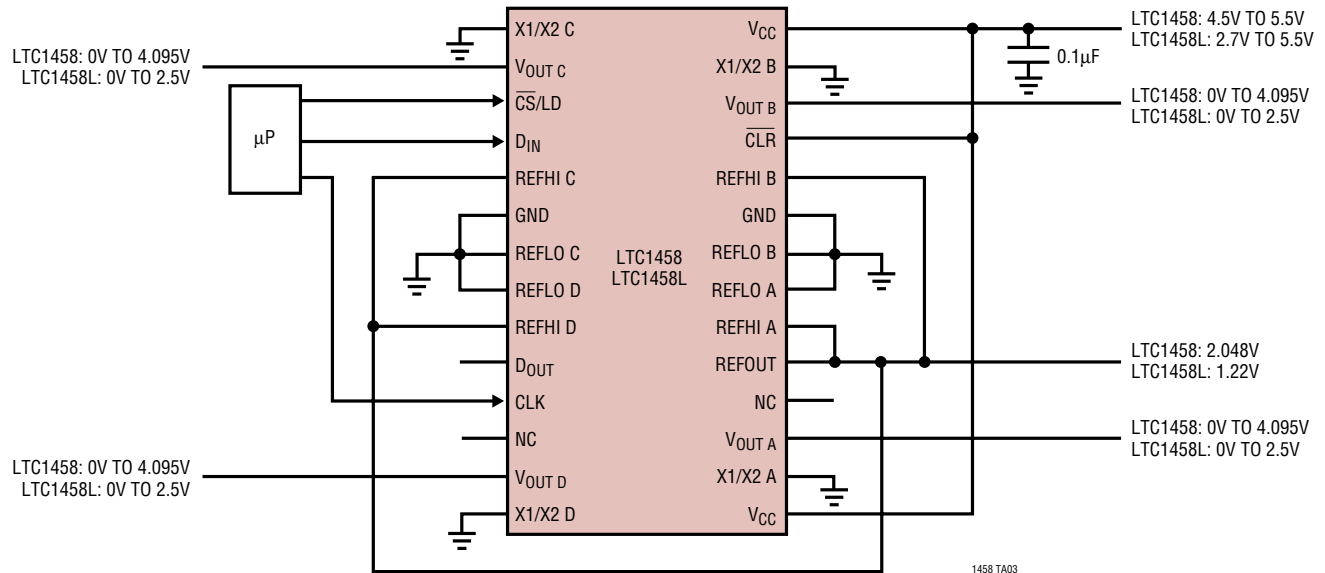 X1/X2 C
LTC1458: 0V TO 4.095V
LTC1458L: 0V TO 2.5V
VOUT C
CS/LD
µP
DIN
REFHI C
GND
REFLO C
REFLO D
REFHI D
DOUT
CLK
NC
LTC1458: 0V TO 4.095V
LTC1458L: 0V TO 2.5V
VOUT D
X1/X2 D
LTC1458
LTC1458L
VCC
LTC1458: 4.5V TO 5.5V
LTC1458L: 2.7V TO 5.5V
0.1µF
X1/X2 B
VOUT B
LTC1458: 0V TO 4.095V
LTC1458L: 0V TO 2.5V
CLR
REFHI B
GND
REFLO B
REFLO A
REFHI A
REFOUT
LTC1458: 2.048V
LTC1458L: 1.22V
NC
VOUT A
LTC1458: 0V TO 4.095V
LTC1458L: 0V TO 2.5V
X1/X2 A
VCC
1458 TA03